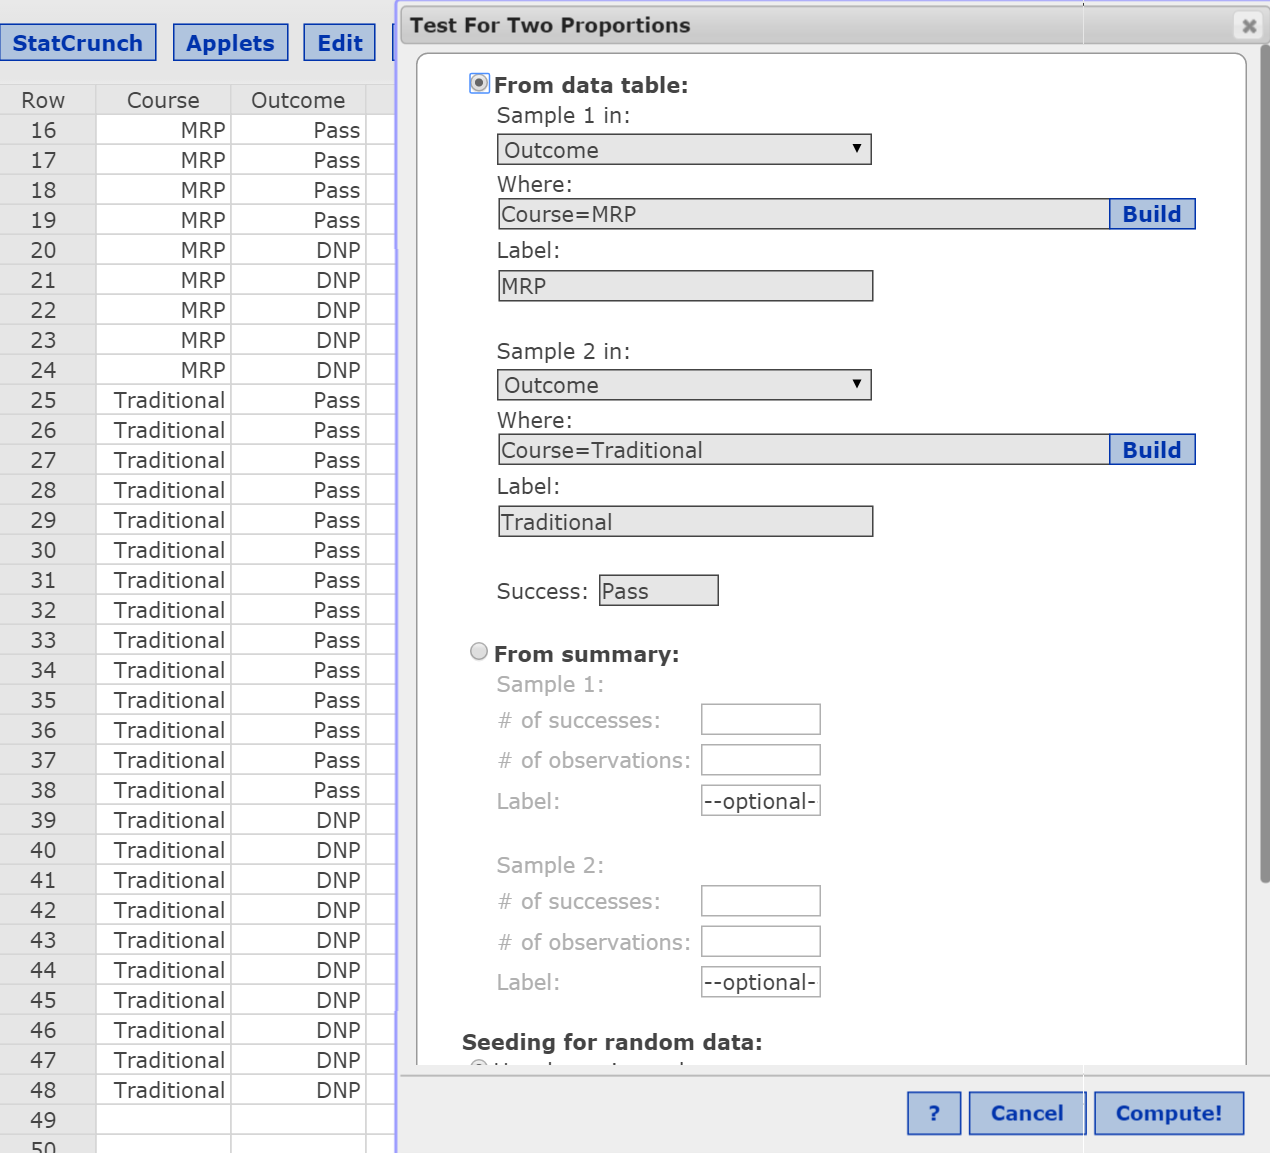 StatCrunch Applets Edit
Row Course Outcome
16 MRP Pass
17 MRP Pass
18 MRP Pass
19 MRP Pass
20 MRP DNP
21 MRP DNP
22 MRP DNP
23 MRP DNP
24 MRP DNP
25 Traditional Pass
26 Traditional Pass
27 Traditional Pass
28 Traditional Pass
29 Traditional Pass
30 Traditional Pass
31 Traditional Pass
32 Traditional Pass
33 Traditional Pass
34 Traditional Pass
35 Traditional Pass
36 Traditional Pass
37 Traditional Pass
38 Traditional Pass
39 Traditional DNP
40 Traditional DNP
41 Traditional DNP
42 Traditional DNP
43 Traditional DNP
44 Traditional DNP
45 Traditional DNP
46 Traditional DNP
47 Traditional DNP
48 Traditional DNP
49
50
Test For Two Proportions
From data table:
Sample 1 in:
Outcome
Where:
Course=MRP Build
Label:
MRP
Sample 2 in:
Outcome
Where:
Course=Traditional Build
Label:
Traditional
Success: Pass
From summary:
Sample 1:
# of successes:
# of observations:
Label: --optional-
Sample 2:
# of successes:
# of observations:
Label: --optional-
Seeding for random data:
? Cancel Compute!